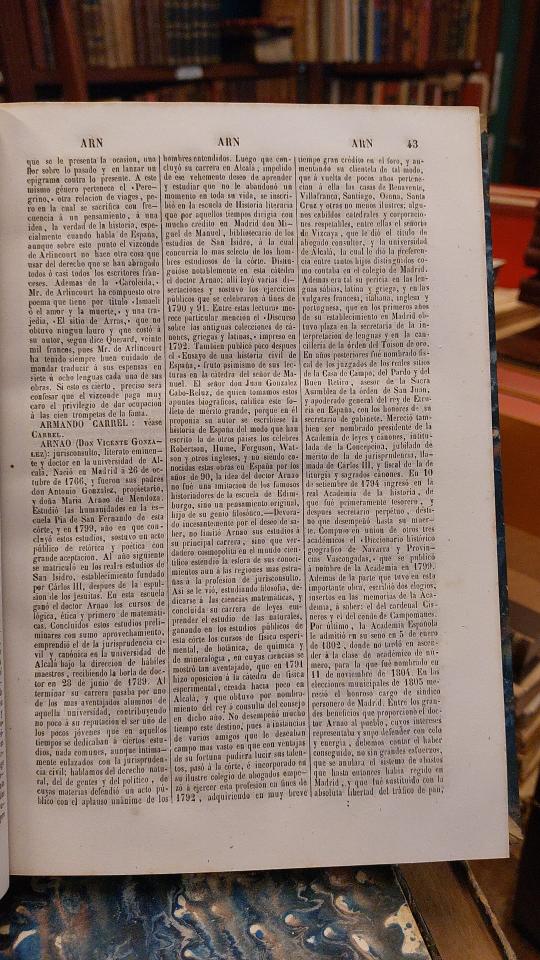 ARN
ARN
ARN 43
que se le presenta la ocasion, una
flor sobre lo pasado y en lanzar un
epígrama contra lo presente. A este
mismo género pertenece el «Pere-
grino,» otra relacion de viages, pe-
ro en la cual se sacrifica con fre-
cuencia á un pensamiento, á una
idea, la verdad de la historia, espe-
cialmente cuando habla de España,
aunque sobre este punto el vizconde
de Arlincourt no hace otra cosa que
usar del derecho que se han abrogado
todos ó casi todos los escritores fran-
ceses. Ademas de la «Caroleida,»
Mr. de Arlincourt ha compuesto otro
poema que tiene por título «Ismaeli
ó el amor y la muerte,» y una tra-
jedia, «El sitio de Arras,» que no
obtuvo ningun lauro y que costó á
su autor, segun dice Querard, veinte
mil francos, pues Mr. de Arlincourt
ha tenido siempre buen cuidado de
mandar traducir á sus espensas en
siete ú ocho lenguas cada una de sus
obras. Si esto es cierto, preciso será
confesar que el vizconde paga muy
caro el privilegio de dar ocupacion
á las cien trompetas de la fama.
ARMANDO CARREL : véase
CARREL.
ARNAO (DON VICENTE GONZA-
LEZ): jurisconsulto, literato eminen-
te y doctor en la universidad de Al-
calá. Nació en Madrid á 26 de oc-
tubre de 1766, y fueron sus padres
don Antonio Gonzalez, propietario,
y doña María Arnao de Mendoza.
Estudió las humanidades en la es-
cuela Pia de San Fernando de esta
córte, y en 1799, año en que con-
cluyó estos estudios, sostuvo un acto
público de retórica y poética con
grande aceptacion. Al año siguiente
se matriculó en los reales estudios de
San Isidro, establecimiento fundado
por Cárlos III, despues de la espul-
sion de los Jesuitas. En esta escuela
ganó el doctor Arnao los cursos de
lógica, ética y primero de matemáti-
cas. Concluidos estos estudios preli-
minares con sumo aprovechamiento,
emprendió el de la jurisprudencia ci-
vil y canónica en la universidad de
Alcalá bajo la direccion de hábiles
maestros, recibiendo la borla de doc-
tor en 23 de junio de 1789. Al
terminar su carrera pasaba por uno
de los mas aventajados alumnos de
aquella universidad, contribuyendo
no poco á su reputacion el ser uno de
los pocos jóvenes que en aquellos
tiempos se dedicaban á ciertos estu-
dios, nada comunes, aunque íntima-
mente enlazados con la jurispruden-
cia civil; hablamos del derecho natu-
ral, del de gentes y del político, de
cuyas materias defendió un acto pú-
blico con el aplauso unánime de los
hombres entendidos. Luego que con-
cluyó su carrera en Alcalá, impelido
de ese vehemente deseo de aprender
y estudiar que no le abandonó un
momento en toda su vida, se inscri-
bió en la escuela de Historia literaria
que por aquellos tiempos dirigia con
mucho crédito en Madrid don Mi-
guel de Manuel, bibliotecario de los
estudios de San Isidro, á la cual
concurria lo mas selecto de los hom-
bres estudiosos de la córte. Distin-
guióse notablemente en esta cátedra
el doctor Arnao; allí leyó varias di-
sertaciones y sostuvo los ejercicios
públicos que se celebraron á fines de
1790 y 91. Entre estas lecturas me-
rece particular mencion el «Discurso
sobre las antiguas colecciones de cá-
nones, griegas y latinas,» impreso en
1792. Tambien publicó poco despues
el «Ensayo de una historia civil de
España,» fruto asimismo de sus lec-
turas en la cátedra del señor de Ma-
nuel. El señor don Juan Gonzalez
Cabo-Reluz, de quien tomamos estos
apuntes biográficos, califica este fo-
lleto de mérito grande, porque en él
proponia su autor se escribiese la
historia de España del modo que han
escrito la de otros paises los célebres
Robertson, Hume, Ferguson, Wat-
son y otros ingleses, y no siendo co-
nocidas estas obras en España por los
años de 90, la idea del doctor Arnao
no fué una imitacion de los famosos
historiadores de la escuela de Edim-
burgo, sino un pensamiento original,
hijo de su genio filosófico.—Devora-
do incesantemente por el deseo de sa-
ber, no limitó Arnao sus estudios á
su principal carrera, sino que ver-
dadero cosmopolita en el mundo cien-
tífico estendió la esfera de sus conoci-
mientos aun á las regiones mas estra-
ñas á la profesion de jurisconsulto.
Asi se le vió, estudiando filosofía, de-
dicarse á las ciencias matemáticas, y
concluida su carrera de leyes em-
prender el estudio de las naturales,
ganando en los estudios públicos de
esta córte los cursos de física esperi-
mental, de botánica, de química y
de mineralogía, en cuyas ciencias se
mostró tan aventajado, que en 1791
hizo oposicion á la cátedra de física
esperimental, creada hacia poco en
Alcalá, y que obtuvo por nombra-
miento del rey á consulta del consejo
en dicho año. No desempeñó mucho
tiempo este destino, pues á instancias
de varios amigos que le deseaban
campo mas vasto en que con ventajas
de su fortuna pudiera lucir sus talen-
tos, pasó á la córte, é incorporado en
su ilustre colegio de abogados empe-
zó á ejercer esta profesion en fines de
1792, adquiriendo en muy breve
tiempo gran crédito en el foro, y au-
mentando su clientela de tal modo,
que á vuelta de pocos años pertene-
cian á ella las casas de Benavente,
Villafranca, Santiago, Osuna, Santa
Cruz y otras no menos ilustres; algu-
nos cabildos catedrales y corporacio-
nes respetables, entre ellas el señorío
de Vizcaya, que le dió el título de
abogado consultor, y la universidad
de Alcalá, la cual le dió la preferen-
cia entre tantos hijos distinguidos co-
mo contaba en el colegio de Madrid.
Ademas era tal su pericia en las len-
guas sabias, latina y griega, y en las
vulgares francesa, italiana, inglesa y
portuguesa, que en los primeros años
de su establecimiento en Madrid ob-
tuvo plaza en la secretaría de la in-
terpretacion de lenguas y en la can-
cillería de la órden del Toison de oro.
En años posteriores fué nombrado fis-
cal de los juzgados de los reales sitios
de la Casa de Campo, del Pardo y del
Buen Retiro, asesor de la Sacra
Asamblea de la órden de San Juan,
y apoderado general del rey de Etru-
ria en España, con los honores de su
secretario de gabinete. Mereció tam-
bien ser nombrado presidente de la
Academia de leyes y cánones, intitu-
lada de la Concepcion, jubilado de
mérito de la de jurisprudencia, lla-
mada de Carlos III, y fiscal de la de
liturgia y sagrados cánones. En 10
de setiembre de 1794 ingresó en la
real Academia de la historia, de
que fué primeramente tesorero, y
despues secretario perpétuo, desti-
no que desempeñó hasta su muer-
te. Compuso en union de otros tres
académicos el «Diccionario histórico
geográfico de Navarra y Provin-
cias Vascongadas,» que se publicó
á nombre de la Academia en 1799.
Ademas de la parte que tuvo en esta
importante obra, escribió dos elogios,
insertos en las memorias de la Aca-
demia, á saber: el del cardenal Cis-
neros y el del conde de Campomanes.
Por último, la Academia Española
le admitió en su seno en 5 de enero
de 1802, donde no tardó en ascen-
der á la clase de académico de nú-
mero, para la que fué nombrado en
11 de noviembre de 1804. En las
elecciones municipales de 1805 me-
reció el honroso cargo de síndico
personero de Madrid. Entre los gran-
des beneficios que proporcionó el doc-
tor Arnao al pueblo, cuyos intereses
representaba y supo defender con celo
y energía, debemos contar el haber
conseguido, no sin grandes esfuerzos,
que se anulara el sistema de abastos
que hasta entonces habia regido en
Madrid, y que fué sustituido con la
absoluta libertad del tráfico de pan,